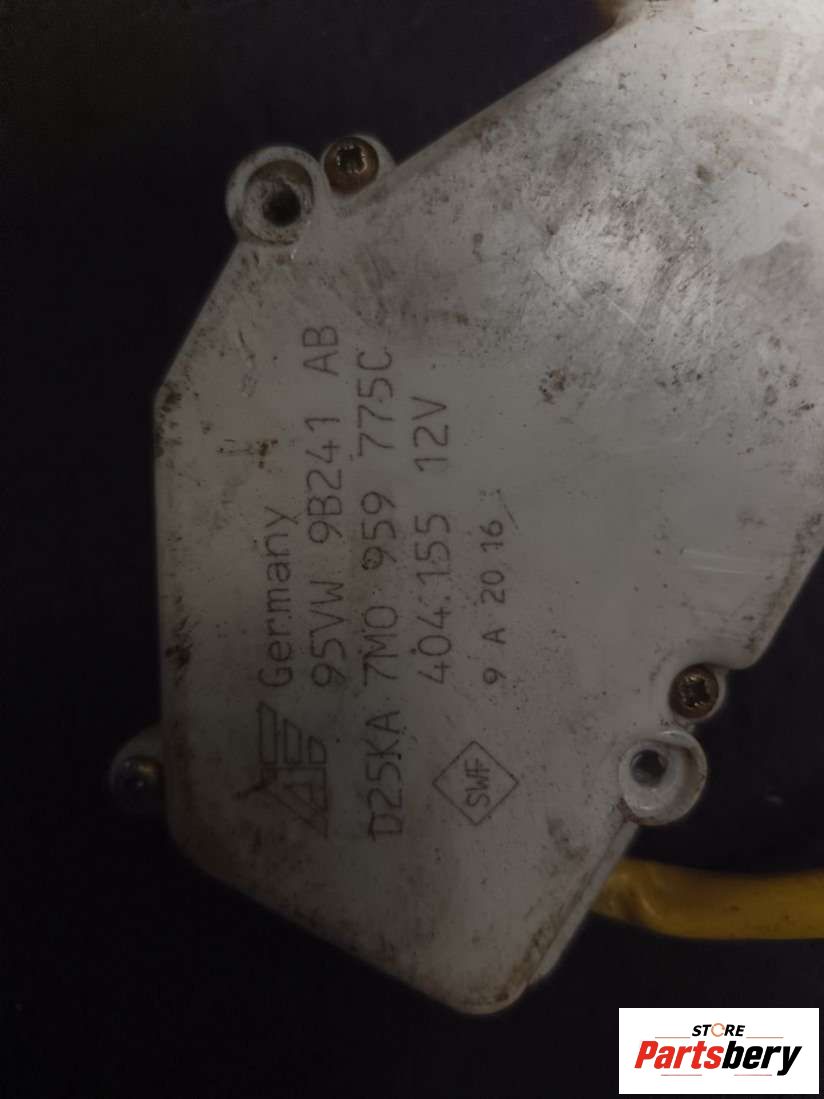 Germany
95VW 9B241 AB
D25KA 7M0 959 775C
404.155 12V
SWF
9 A 20 16
STORE
Partsbery